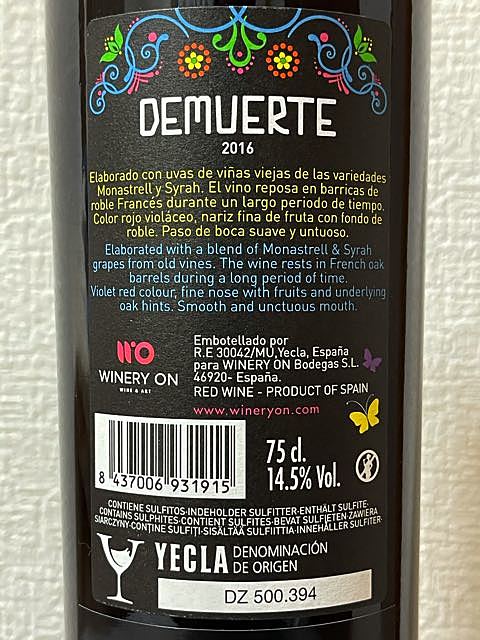 DEMUERTE
2016
Elaborado con uvas de viñas viejas de las variedades
Monastrell y Syrah. El vino reposa en barricas de
roble Francés durante un largo periodo de tiempo.
Color rojo violáceo, nariz fina de fruta con fondo de
roble. Paso de boca suave y untuoso.
Elaborated with a blend of Monastrell & Syrah
grapes from old vines. The wine rests in French oak
barrels during a long period of time.
Violet red colour, fine nose with fruits and underlying
oak hints. Smooth and unctuous mouth.
WO
WINERY ON
WINE & ART
Embotellado por
R.E 30042/MU,Yecla, España
para WINERY ON Bodegas S.L.
46920- España.
RED WINE - PRODUCT OF SPAIN
www.wineryon.com
8 437006 931915
75 cl.
14.5% Vol.
CONTIENE SULFITOS·INDEHOLDER SULFITTER·ENTHÄLT SULFITE·
CONTAINS SULPHITES·CONTIENT SULFITES·BEVAT SULFIETEN·ZAWIERA
SIARCZYNY·CONȚINE SULFIȚI·SISÄLTÄÄ SULFIITTIA·INNEHÅLLER SULFITER·
YECLA DENOMINACIÓN
DE ORIGEN
DZ 500.394